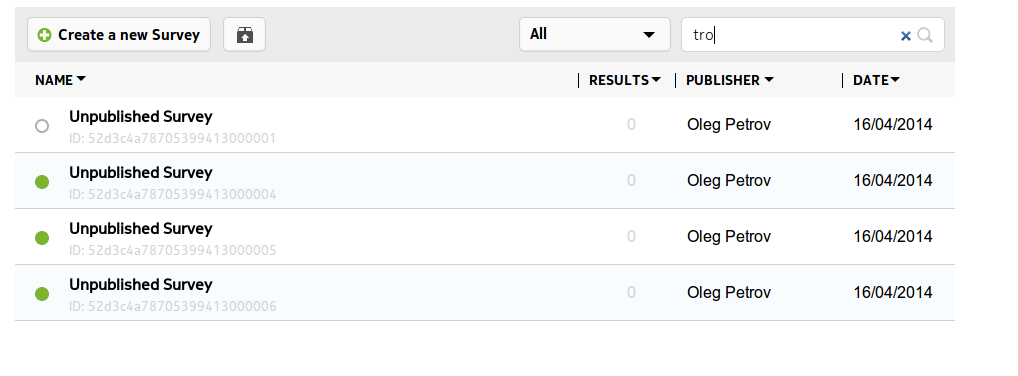 Create a new Survey All tro
NAME RESULTS PUBLISHER DATE
Unpublished Survey
ID: 52d3c4a78705399413000001 0 Oleg Petrov 16/04/2014
Unpublished Survey
ID: 52d3c4a78705399413000004 0 Oleg Petrov 16/04/2014
Unpublished Survey
ID: 52d3c4a78705399413000005 0 Oleg Petrov 16/04/2014
Unpublished Survey
ID: 52d3c4a78705399413000006 0 Oleg Petrov 16/04/2014